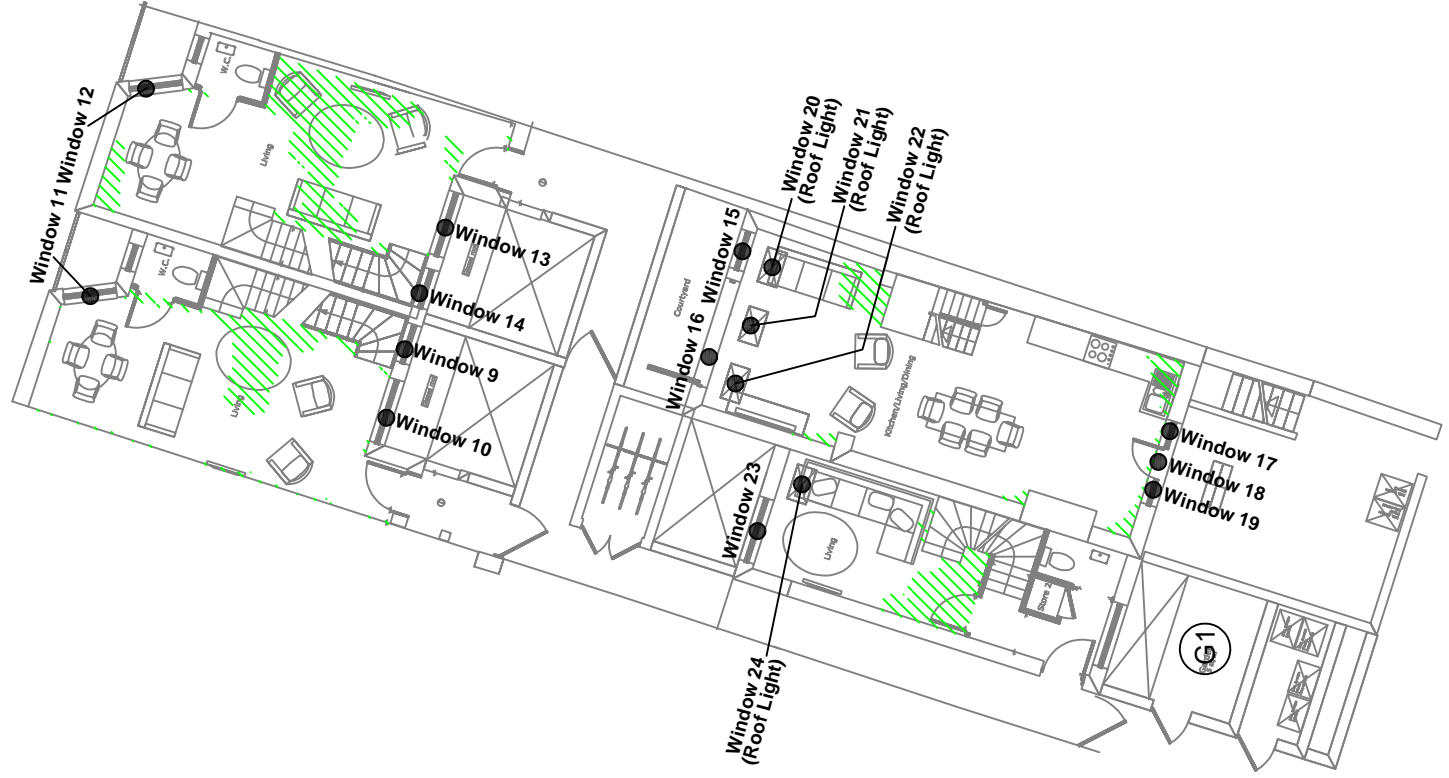 Window 11
Window 12
W.C.
Living
Window 13
Window 14
W.C.
Living
Window 9
Window 10
Courtyard
Window 15
Window 16
Window 20
(Roof Light)
Window 21
(Roof Light)
Window 22
(Roof Light)
Kitchen/Living/Dining
Window 17
Window 18
Window 19
Window 23
Living
Store 2
Window 24
(Roof Light)
G1